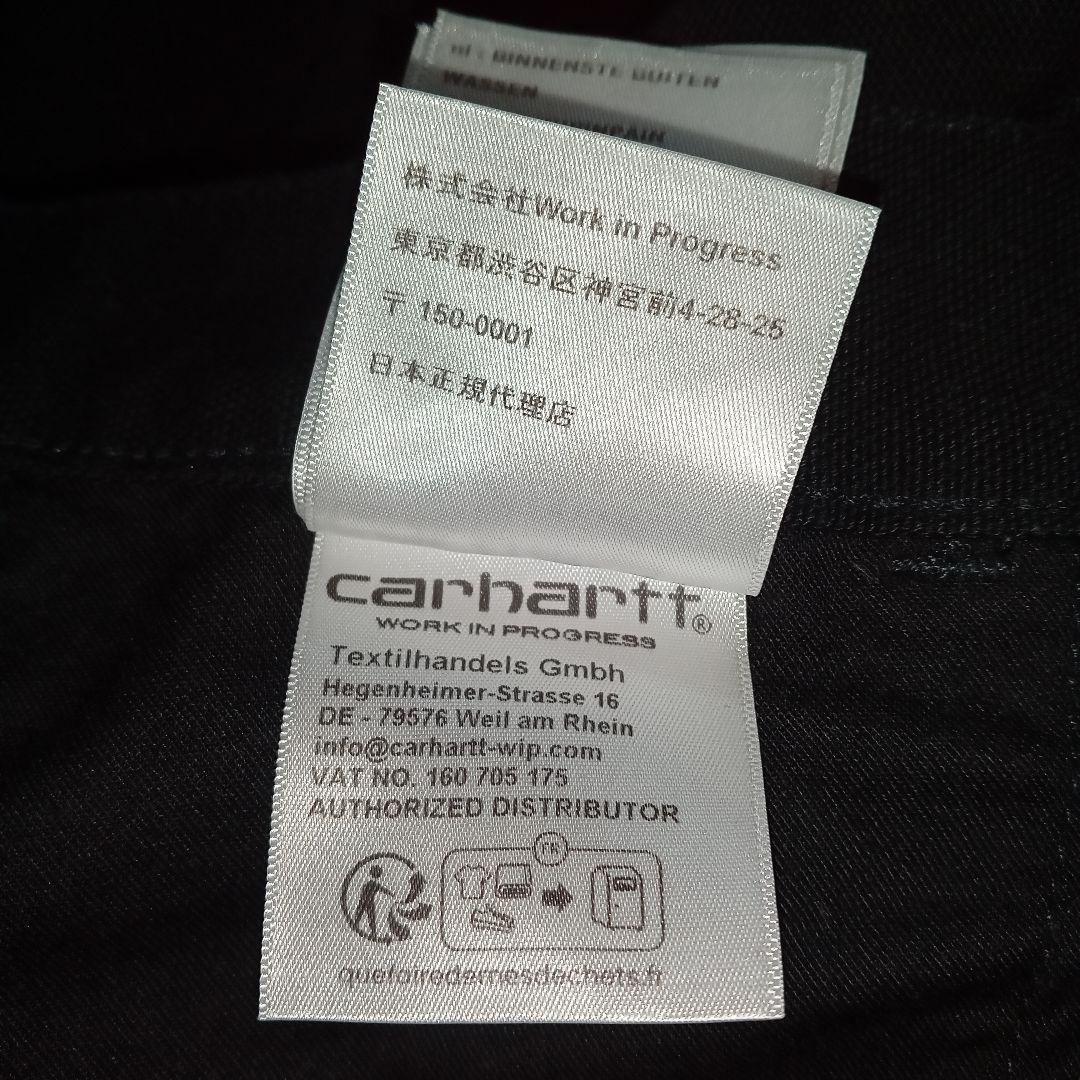 nl : BINNENSTE BUITEN
WASSEN
株式会社Work in Progress
東京都渋谷区神宮前4-28-25
〒 150-0001
日本正規代理店
carhartt®
WORK IN PROGRESS
Textilhandels Gmbh
Hegenheimer-Strasse 16
DE - 79576 Weil am Rhein
info@carhartt-wip.com
VAT NO. 160 705 175
AUTHORIZED DISTRIBUTOR
FR
quefairedemesdechets.fr